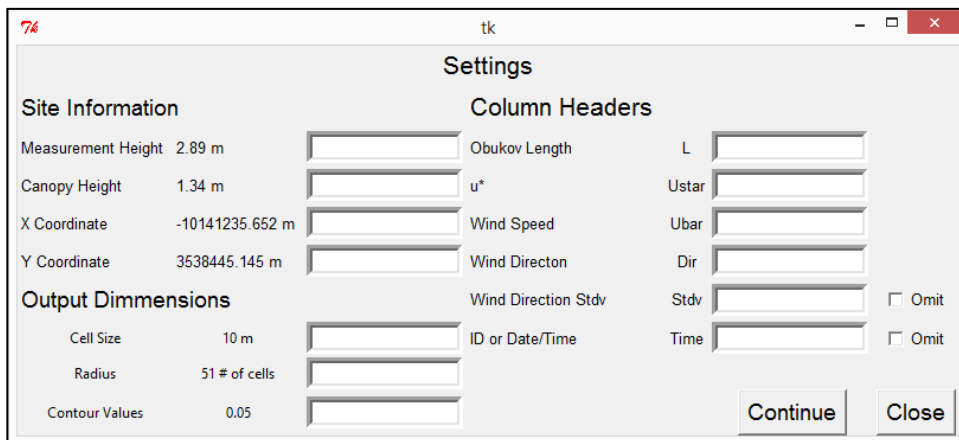 tk
Settings
Site Information
Measurement Height 2.89 m
Canopy Height 1.34 m
X Coordinate -10141235.652 m
Y Coordinate 3538445.145 m
Output Dimmensions
Cell Size 10 m
Radius 51 # of cells
Contour Values 0.05
Column Headers
Obukov Length L
u* Ustar
Wind Speed Ubar
Wind Directon Dir
Wind Direction Stdv Stdv Omit
ID or Date/Time Time Omit
Continue Close